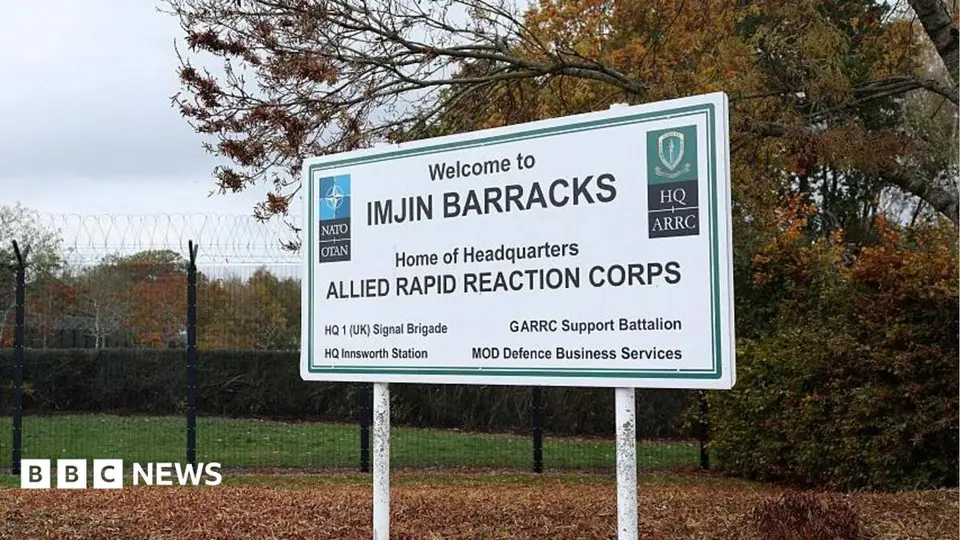 Welcome to
IMJIN BARRACKS
NATO
OTAN
HQ
ARRC
Home of Headquarters
ALLIED RAPID REACTION CORPS
HQ 1 (UK) Signal Brigade
GARRC Support Battalion
HQ Innsworth Station
MOD Defence Business Services
BBC NEWS